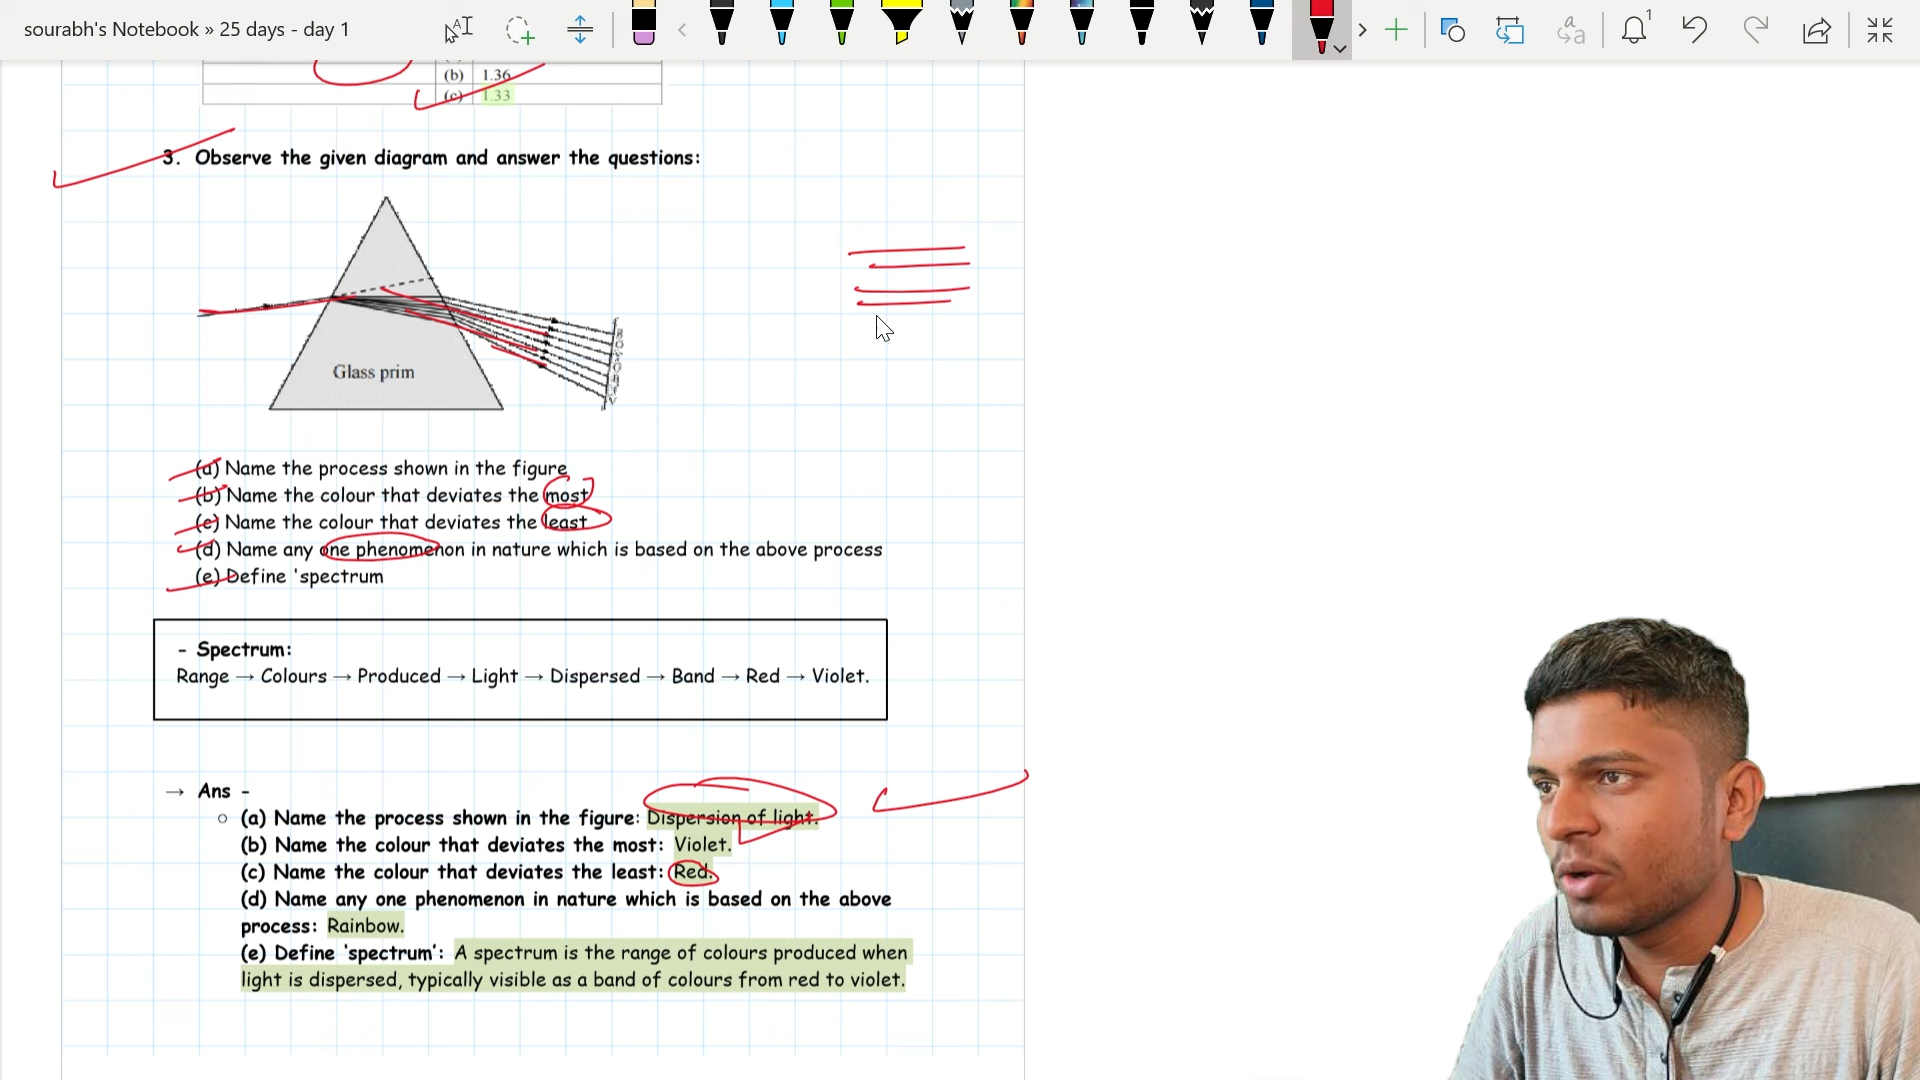 sourabh's Notebook » 25 days - day 1
1
(b) 1.36
(c) 1.33
3. Observe the given diagram and answer the questions:
Glass prim
(a) Name the process shown in the figure
(b) Name the colour that deviates the most
(c) Name the colour that deviates the least
(d) Name any one phenomenon in nature which is based on the above process
(e) Define 'spectrum
- Spectrum:
Range → Colours → Produced → Light → Dispersed → Band → Red → Violet.
→ Ans -
(a) Name the process shown in the figure: Dispersion of light.
(b) Name the colour that deviates the most: Violet.
(c) Name the colour that deviates the least: Red.
(d) Name any one phenomenon in nature which is based on the above
process: Rainbow.
(e) Define 'spectrum': A spectrum is the range of colours produced when
light is dispersed, typically visible as a band of colours from red to violet.